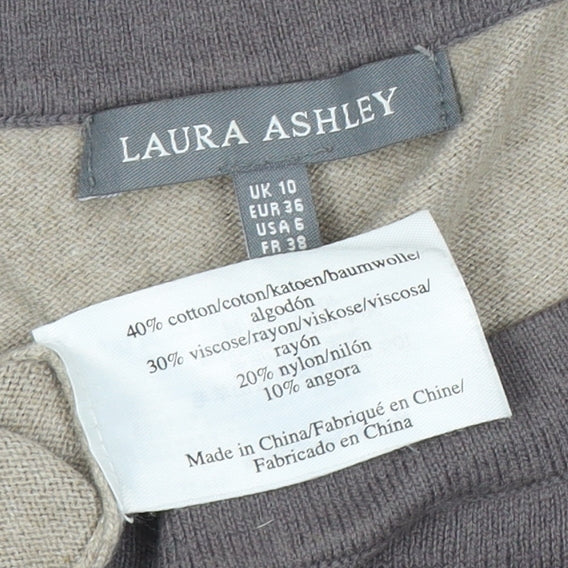 LAURA ASHLEY
UK 10
EUR 36
USA 6
FR 38
40% cotton/coton/katoen/baumwolle/
algodón
30% viscose/rayon/viskose/viscosa/
rayón
20% nylon/nilón
10% angora
Made in China/Fabriqué en Chine/
Fabricado en China